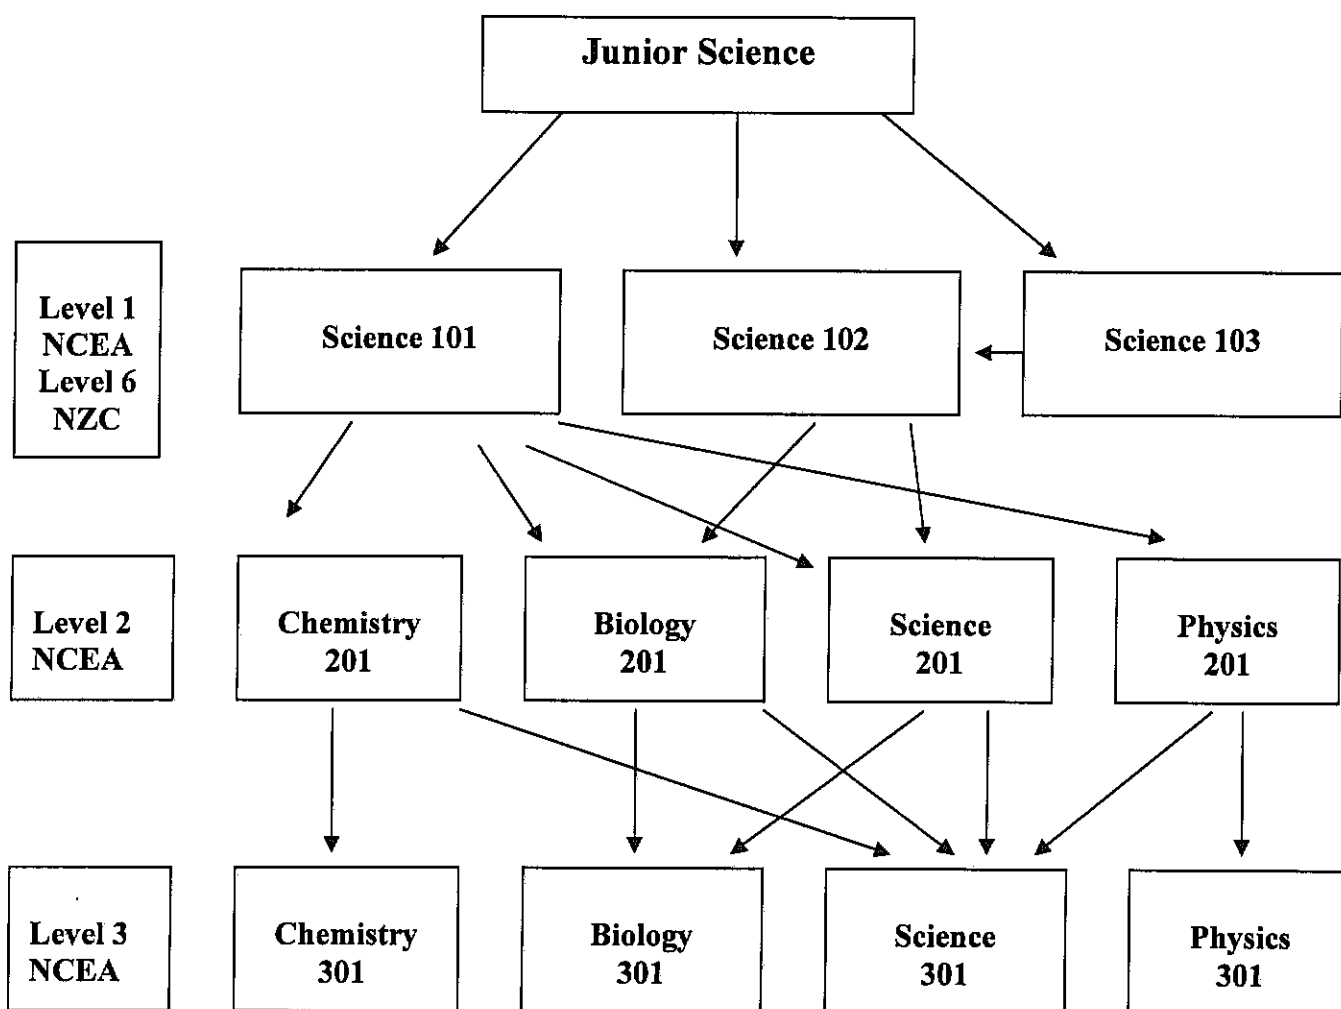 Junior Science
Level 1
NCEA
Level 6
NZC
Science 101
Science 102
Science 103
Level 2
NCEA
Chemistry
201
Biology
201
Science
201
Physics
201
Level 3
NCEA
Chemistry
301
Biology
301
Science
301
Physics
301